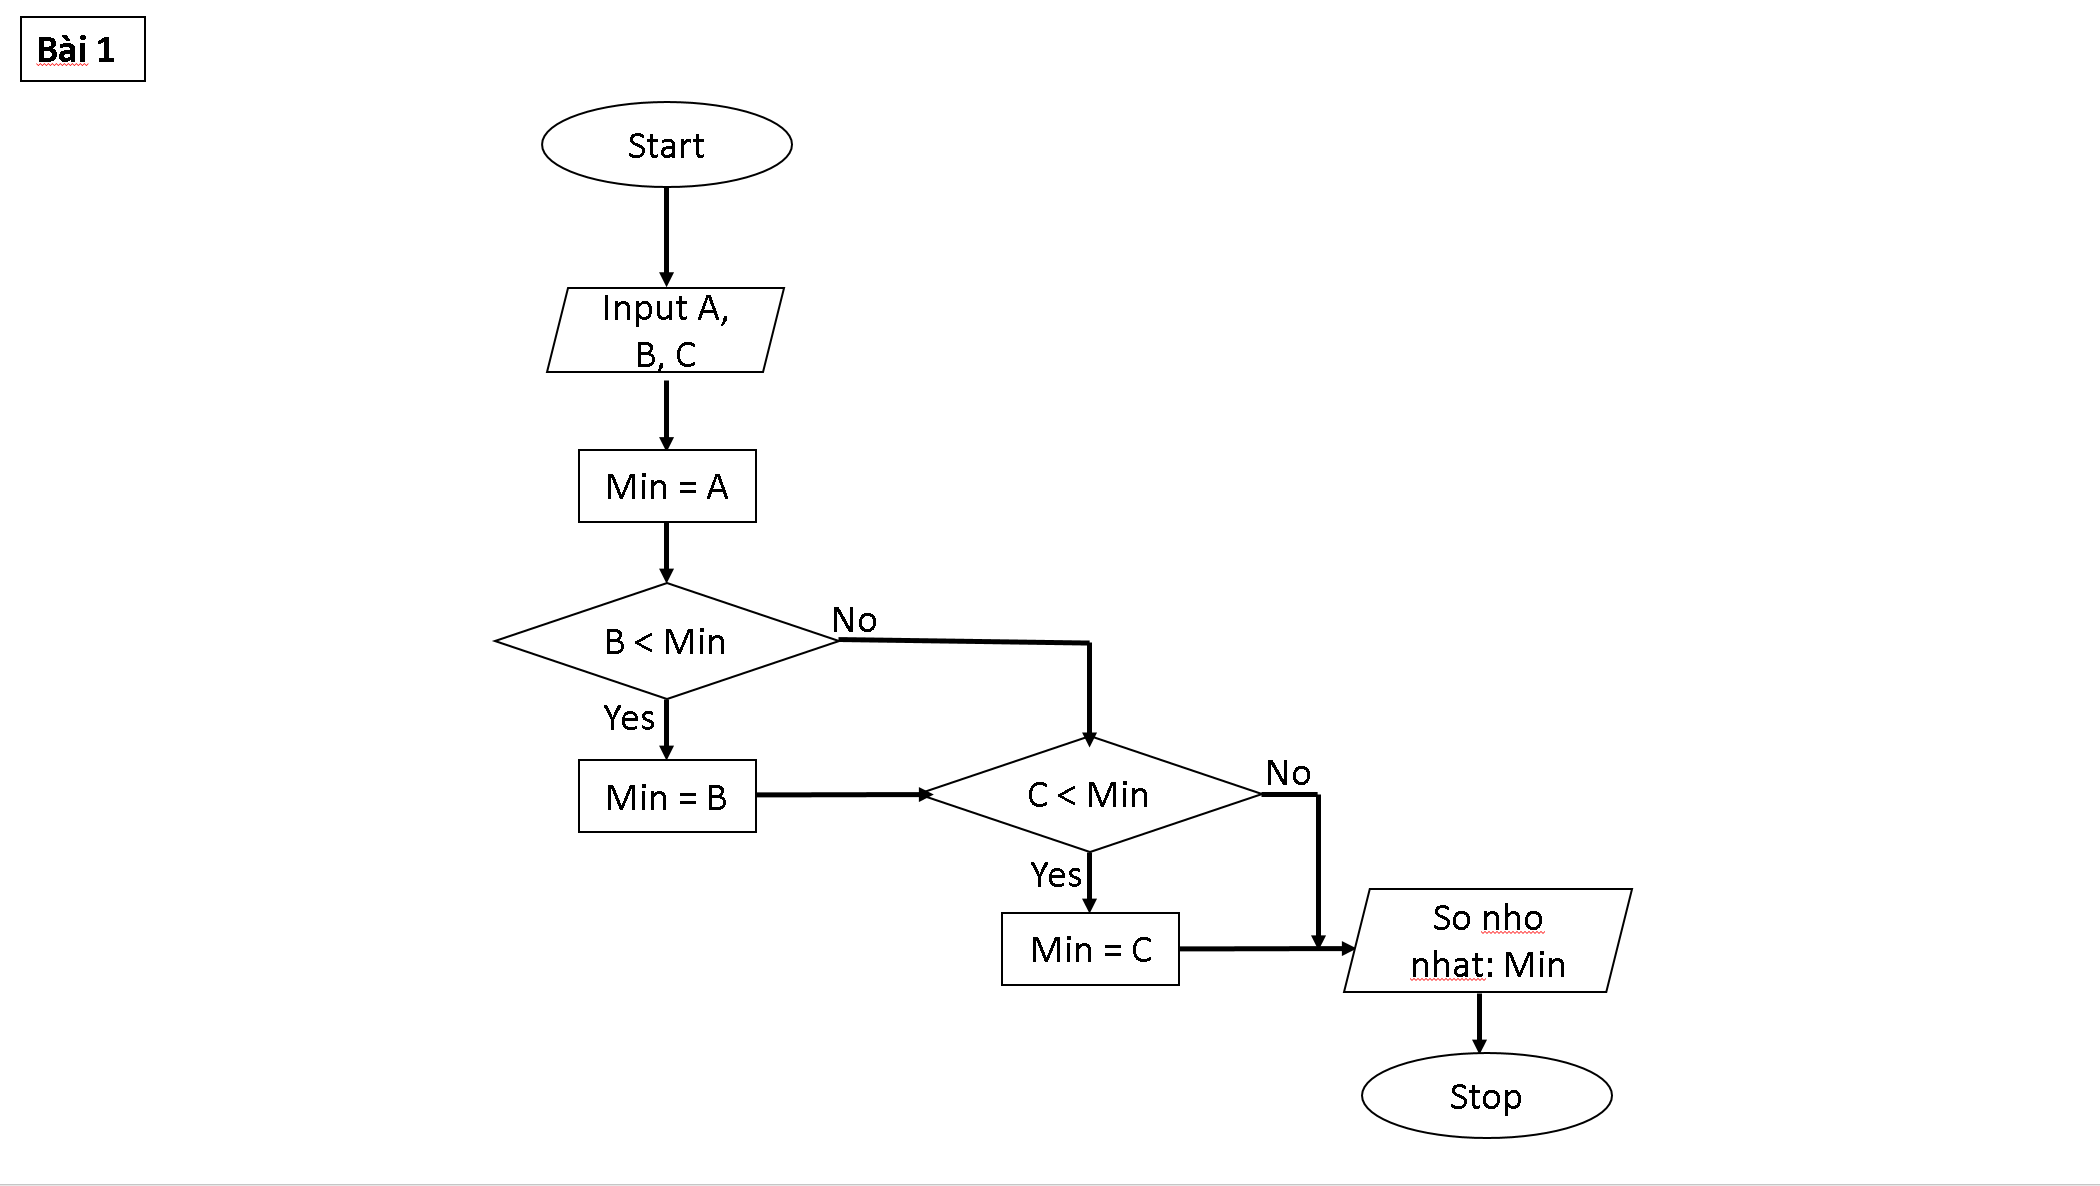 Bài 1
Start
Input A,
B, C
Min = A
B < Min
No
Yes
Min = B
C < Min
No
Yes
Min = C
So nho
nhat: Min
Stop